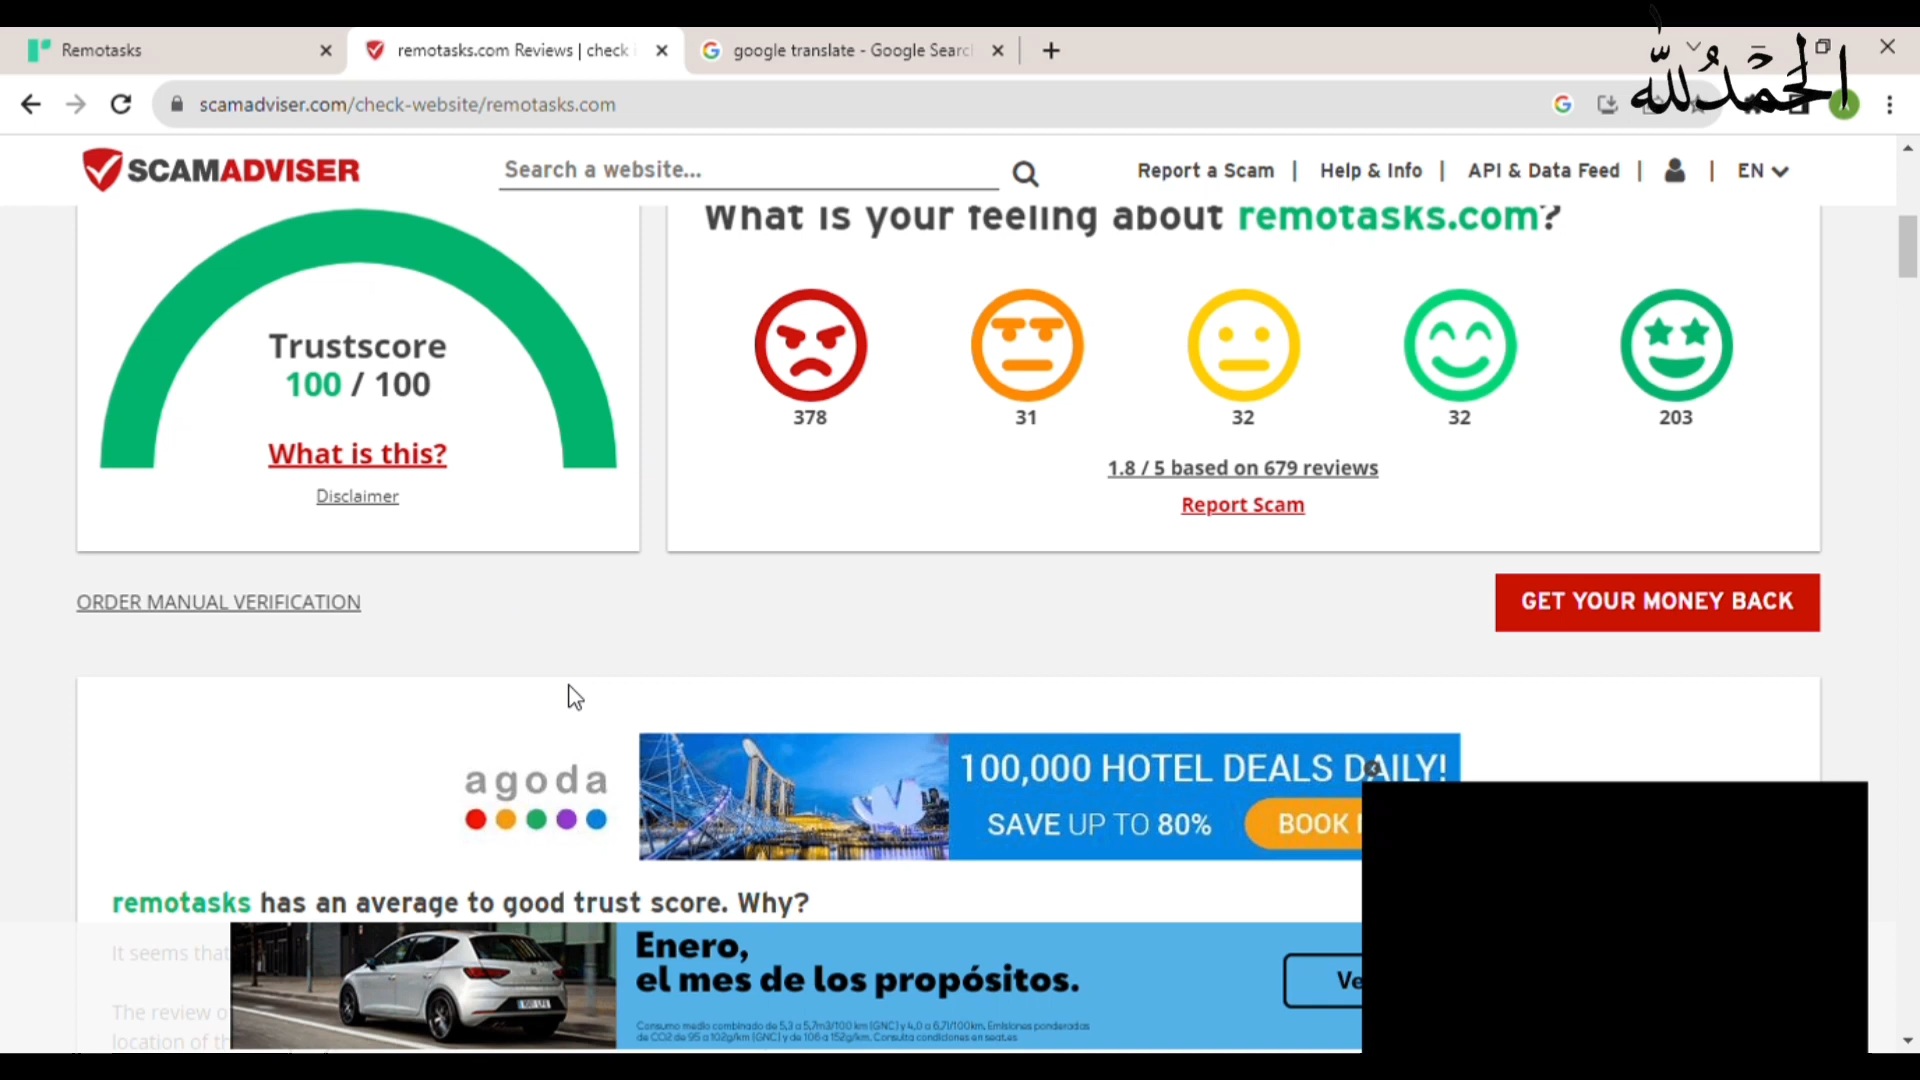 Remotasks
remotasks.com Reviews | check i
google translate - Google Searc
الْحَمْدُ لِلّٰه
scamadviser.com/check-website/remotasks.com
SCAMADVISER
Search a website...
Report a Scam | Help & Info | API & Data Feed | | EN
What is your feeling about remotasks.com?
Trustscore
100 / 100
What is this?
Disclaimer
378
31
32
32
203
1.8 / 5 based on 679 reviews
Report Scam
ORDER MANUAL VERIFICATION
GET YOUR MONEY BACK
agoda
100,000 HOTEL DEALS DAILY!
SAVE UP TO 80%
BOOK
remotasks has an average to good trust score. Why?
It seems that
Enero,
el mes de los propósitos.
Ve
The review o
location of th
Consumo medio combinado de 5,3 a 5,7m3/100 km (GNC) y 4,0 a 6,7l/100km. Emisiones ponderadas
de CO2 de 95 a 102g/km (GNC) y de 106 a 152g/km. Consulta condiciones en seat.es